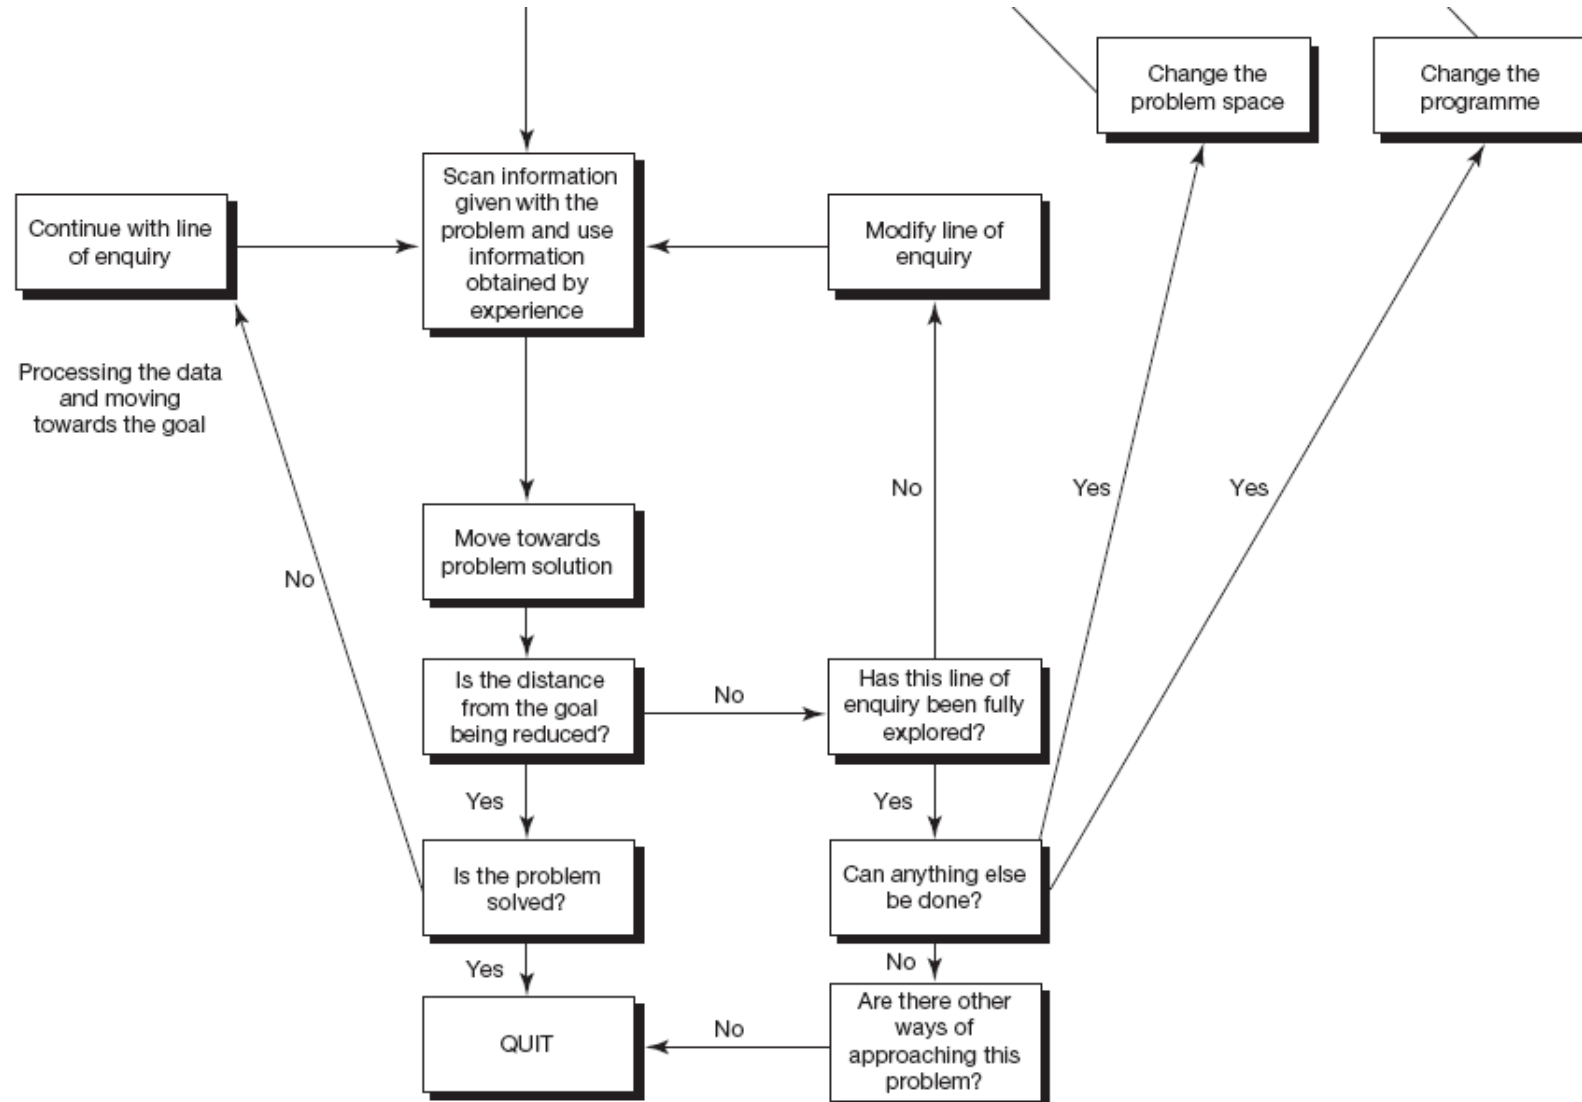 Change the
problem space
Change the
programme
Scan information
given with the
problem and use
information
obtained by
experience
Continue with line
of enquiry
Modify line of
enquiry
Processing the data
and moving
towards the goal
No
Yes
Yes
Move towards
problem solution
No
Is the distance
from the goal
being reduced?
No
Has this line of
enquiry been fully
explored?
Yes
Yes
Is the problem
solved?
Can anything else
be done?
Yes
No
QUIT
No
Are there other
ways of
approaching this
problem?